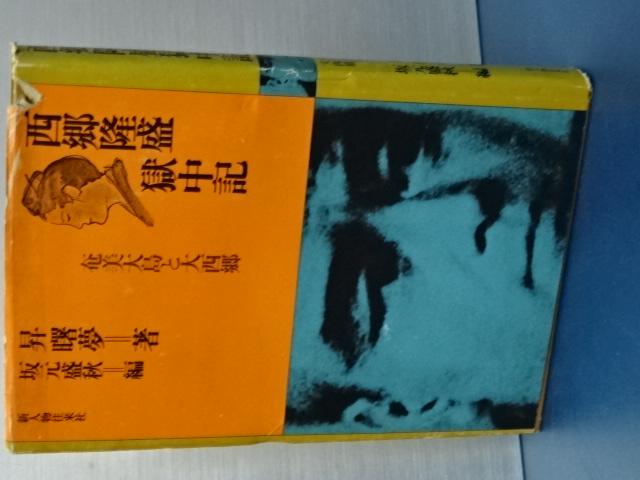 西郷隆盛
獄中記
奄美大島と大西郷
昇曙夢＝著
坂元盛秋＝編
新人物往来社